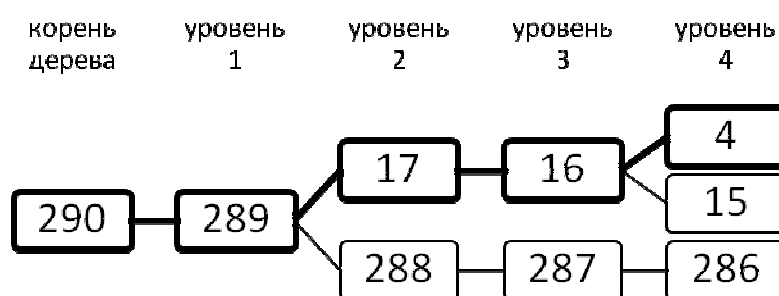 корень уровень уровень уровень уровень
дерева 1 2 3 4
4
17 16
15
290 289
288 287 286